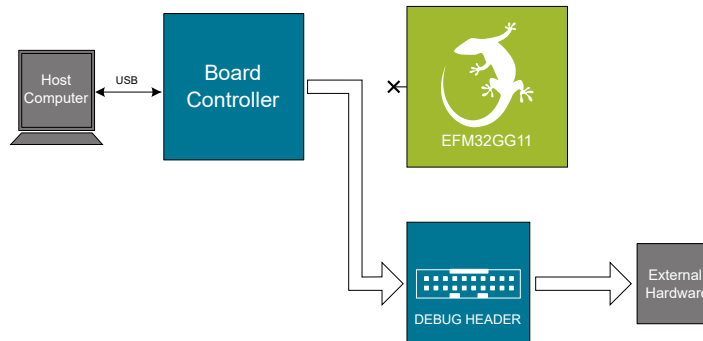 Host
Computer
USB
Board
Controller
EFM32GG11
DEBUG HEADER
External
Hardware